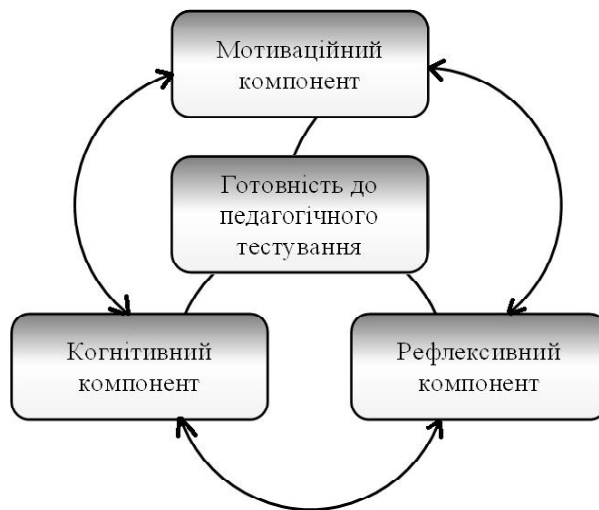 Мотиваційний
компонент
Готовність до
педагогічного
тестування
Когнітивний
компонент
Рефлексивний
компонент